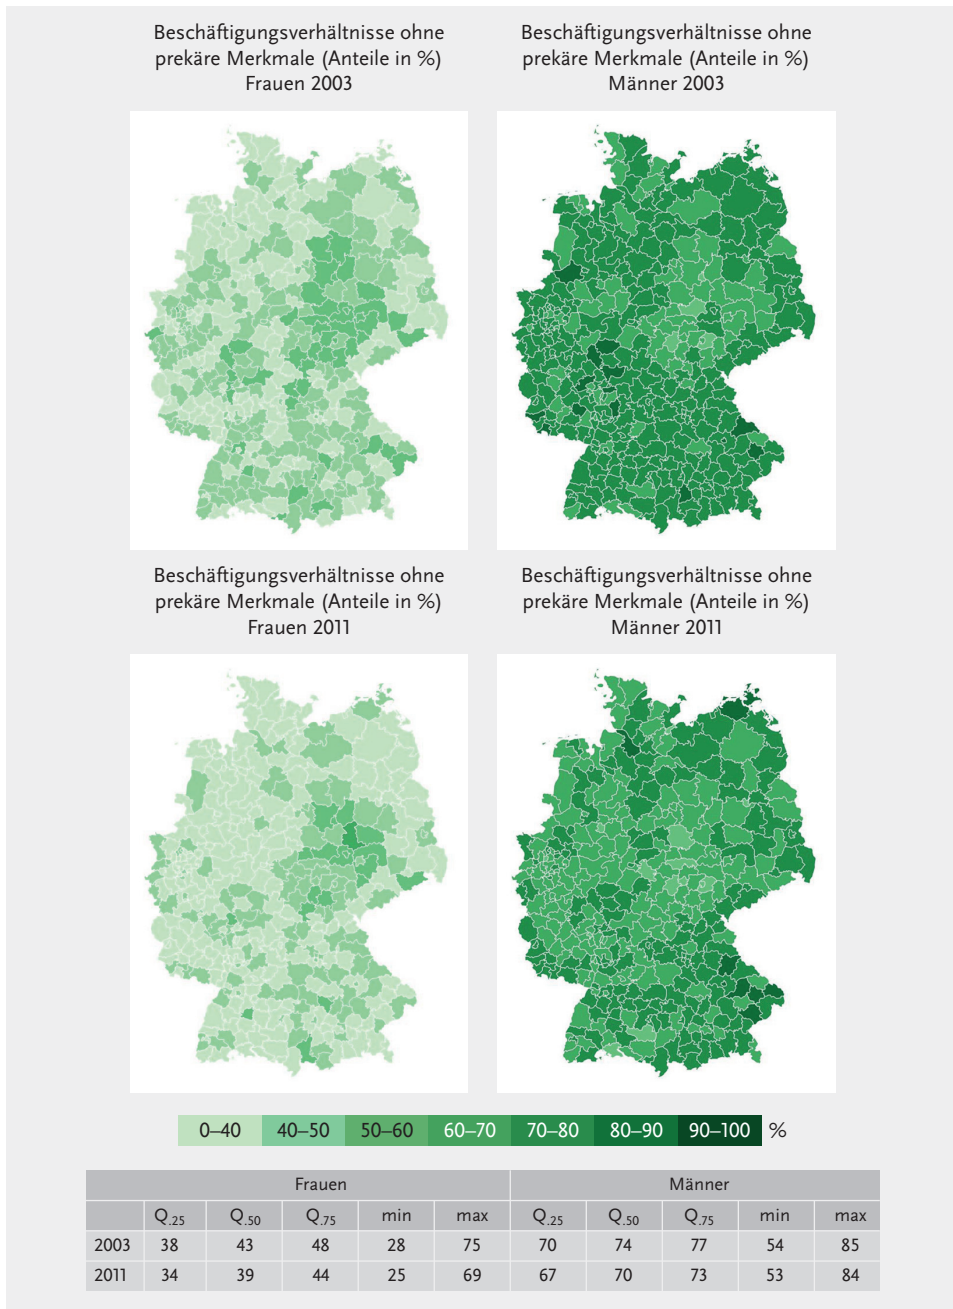 Beschäftigungsverhältnisse ohne
prekäre Merkmale (Anteile in %)
Frauen 2003
Beschäftigungsverhältnisse ohne
prekäre Merkmale (Anteile in %)
Männer 2003
Beschäftigungsverhältnisse ohne
prekäre Merkmale (Anteile in %)
Frauen 2011
Beschäftigungsverhältnisse ohne
prekäre Merkmale (Anteile in %)
Männer 2011
0–40 40–50 50–60 60–70 70–80 80–90 90–100 %
Frauen Männer
Q.25 Q.50 Q.75 min max Q.25 Q.50 Q.75 min max
2003 38 43 48 28 75 70 74 77 54 85
2011 34 39 44 25 69 67 70 73 53 84